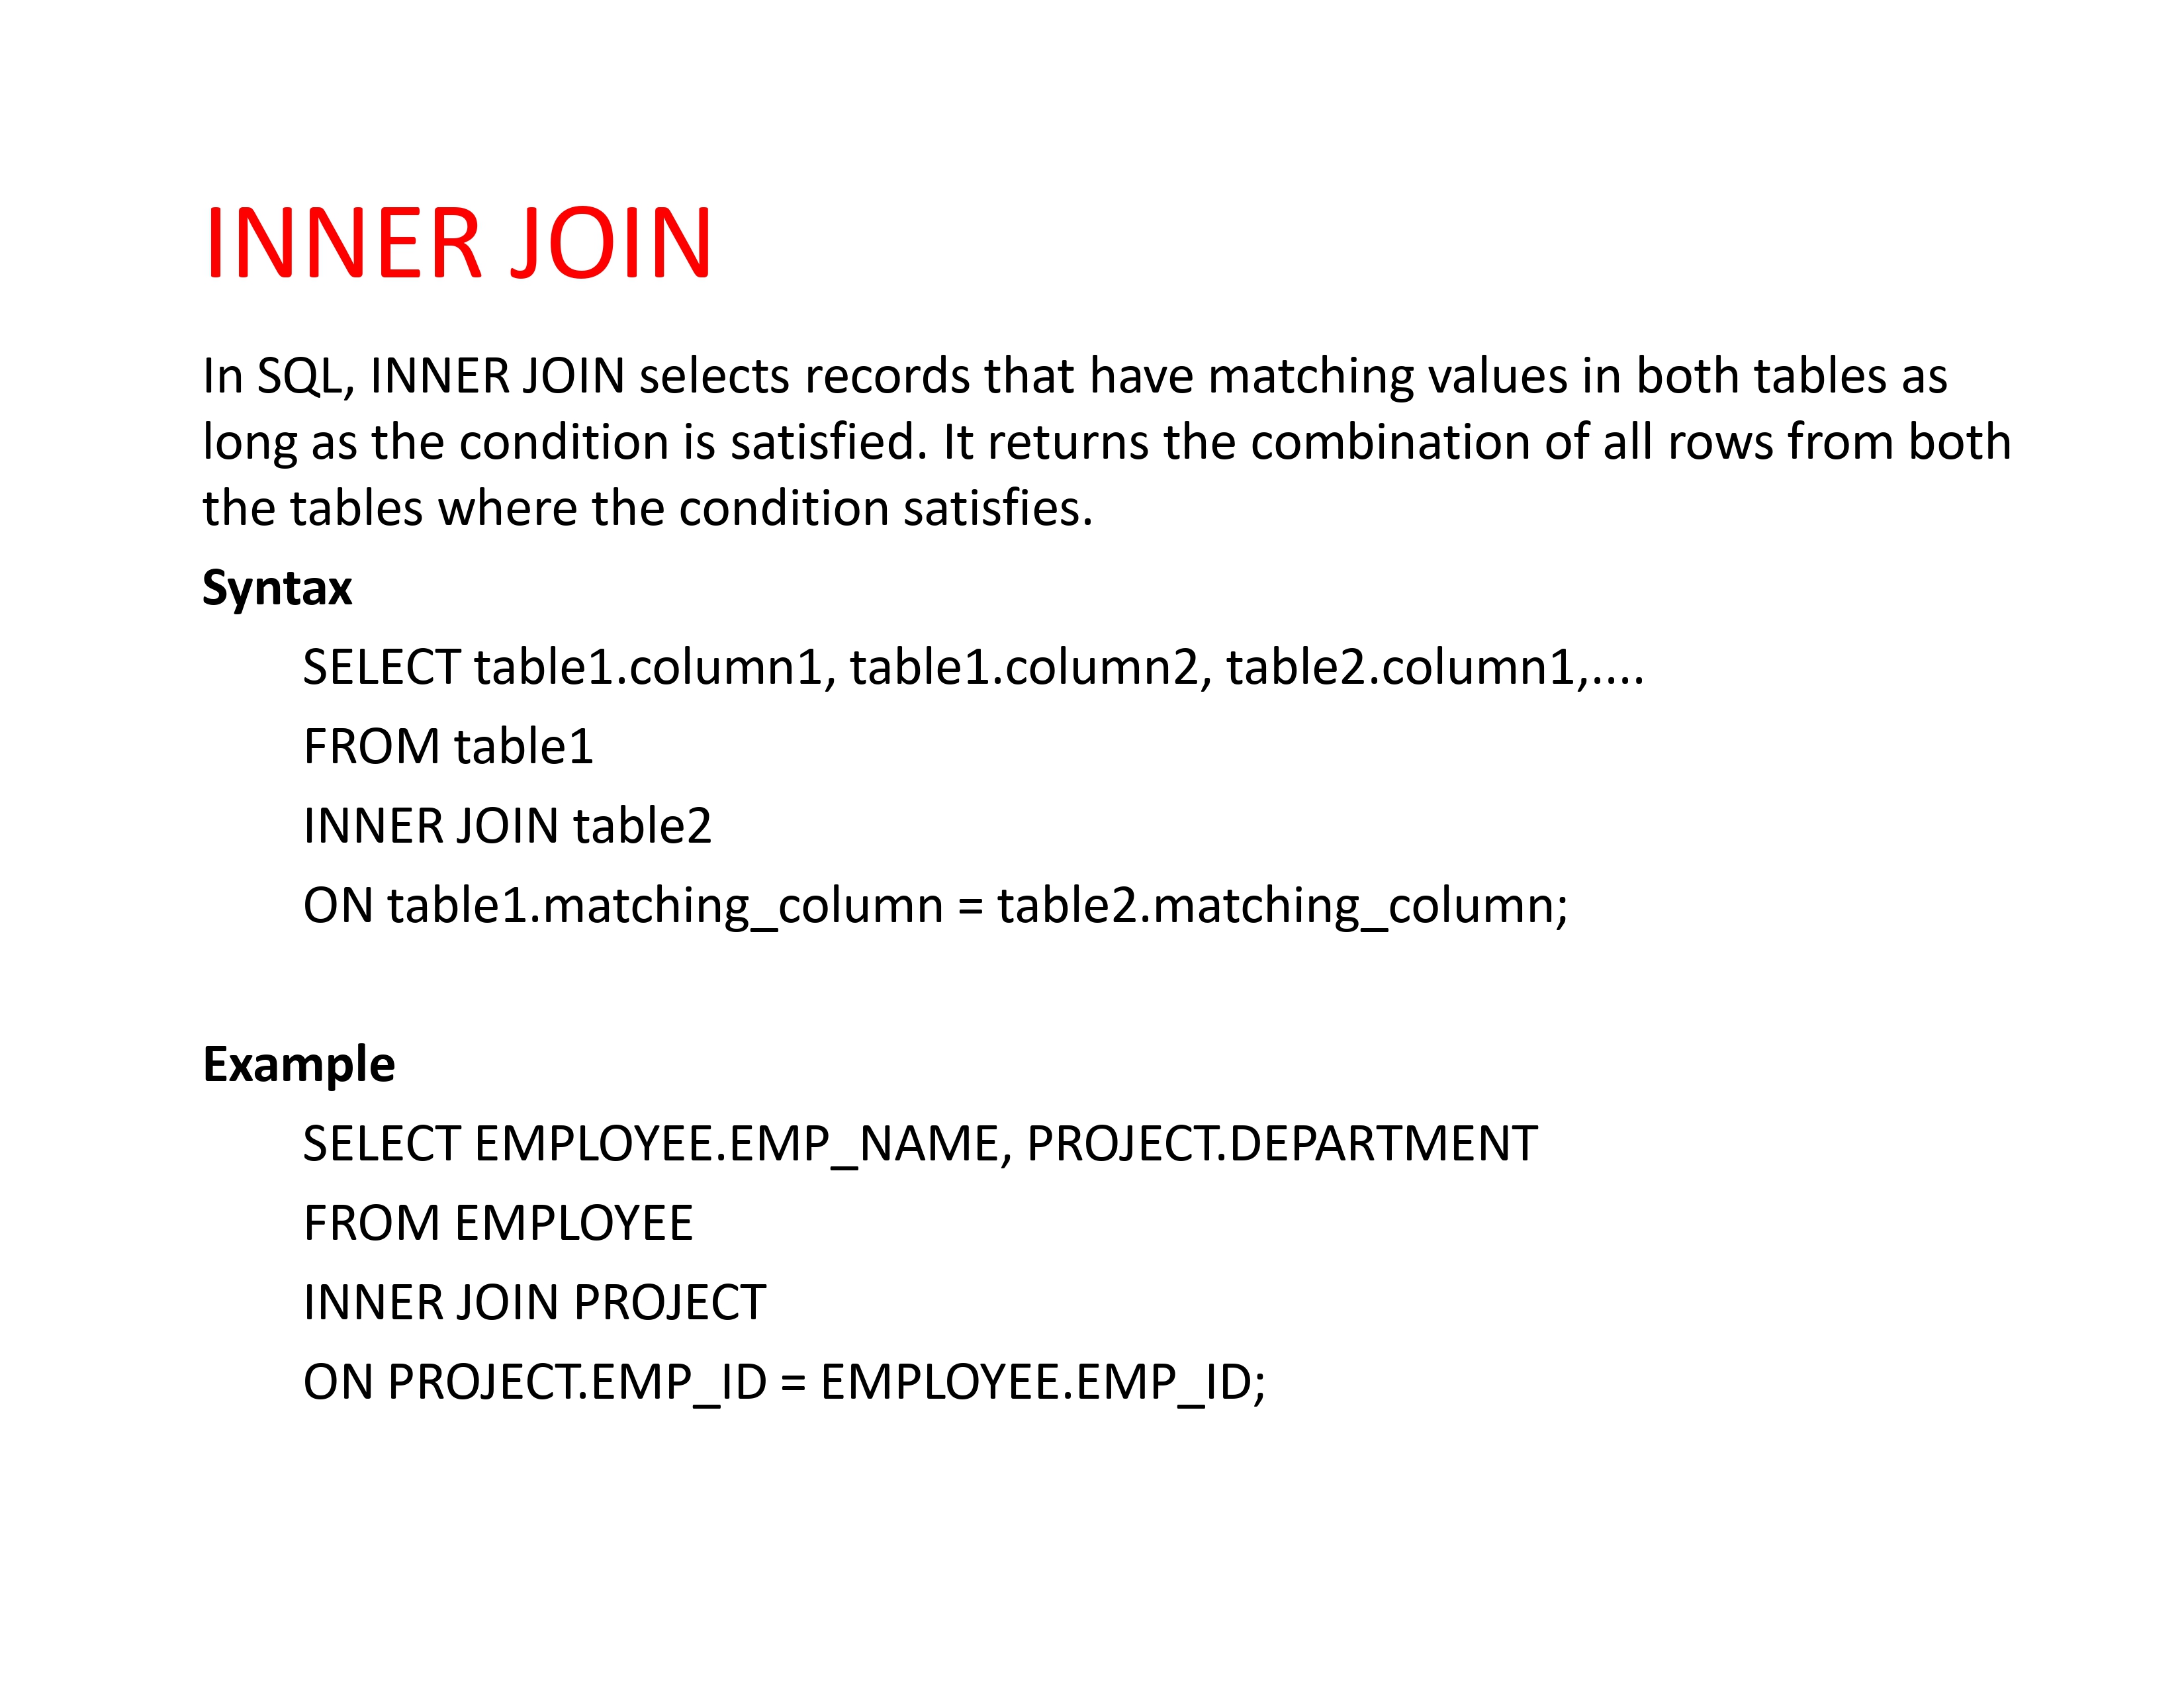 INNER JOIN
In SQL, INNER JOIN selects records that have matching values in both tables as
long as the condition is satisfied. It returns the combination of all rows from both
the tables where the condition satisfies.
Syntax
SELECT table1.column1, table1.column2, table2.column1,....
FROM table1
INNER JOIN table2
ON table1.matching_column = table2.matching_column;
Example
SELECT EMPLOYEE.EMP_NAME, PROJECT.DEPARTMENT
FROM EMPLOYEE
INNER JOIN PROJECT
ON PROJECT.EMP_ID = EMPLOYEE.EMP_ID;